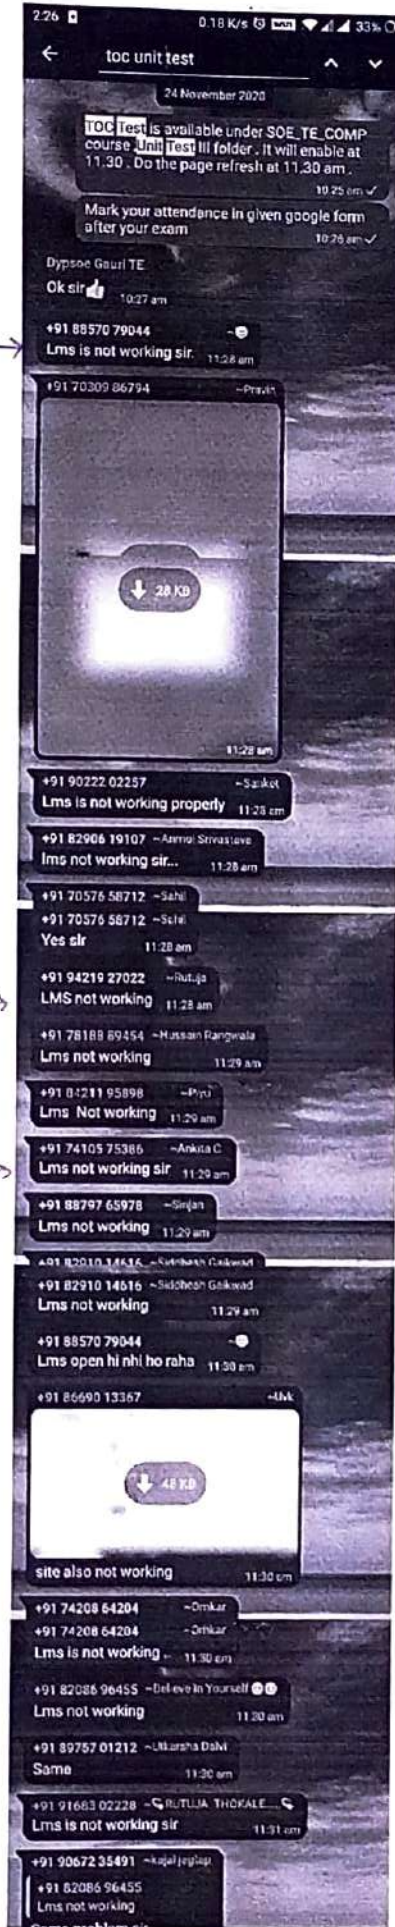 2:26 0.18 K/s 33%
toc unit test
24 November 2020
TOC Test is available under SOE_TE_COMP
course .Unit Test III folder . It will enable at
11.30 . Do the page refresh at 11.30 am .
10:25 am
Mark your attendance in given google form
after your exam
10:26 am
Dypsoe Gauri TE
Ok sir👍 10:27 am
+91 88570 79044 ~
Lms is not working sir. 11:28 am
+91 70309 86794 ~Pravin
28 KB
11:28 am
+91 90222 02257 ~Sanket
Lms is not working properly 11:28 am
+91 82906 19107 ~Anmol Srivastava
lms not working sir... 11:28 am
+91 70576 58712 ~Sahil
+91 70576 58712 ~Sahil
Yes sir 11:28 am
+91 94219 27022 ~Rutuja
LMS not working 11:28 am
+91 78188 89454 ~Hussain Rangwala
Lms not working 11:29 am
+91 84211 95898 ~Piyu
Lms Not working 11:29 am
+91 74105 75386 ~Ankita C
Lms not working sir 11:29 am
+91 88797 65978 ~Sinjan
Lms not working 11:29 am
+91 82910 14616 ~Siddhesh Gaikwad
+91 82910 14616 ~Siddhesh Gaikwad
Lms not working 11:29 am
+91 88570 79044 ~
Lms open hi nhi ho raha 11:30 am
+91 86690 13367
48 KB
site also not working 11:30 am
+91 74208 64204 ~Omkar
+91 74208 64204 ~Omkar
Lms is not working .. 11:30 am
+91 82086 96455 ~Believe In Yourself
Lms not working 11:30 am
+91 89757 01212 ~Utkarsha Dalvi
Same 11:30 am
+91 91683 02228 ~RUTUJA THOKALE....
Lms is not working sir 11:31 am
+91 90672 35491 ~kajal jagtap
+91 82086 96455
Lms not working
Same problem sir